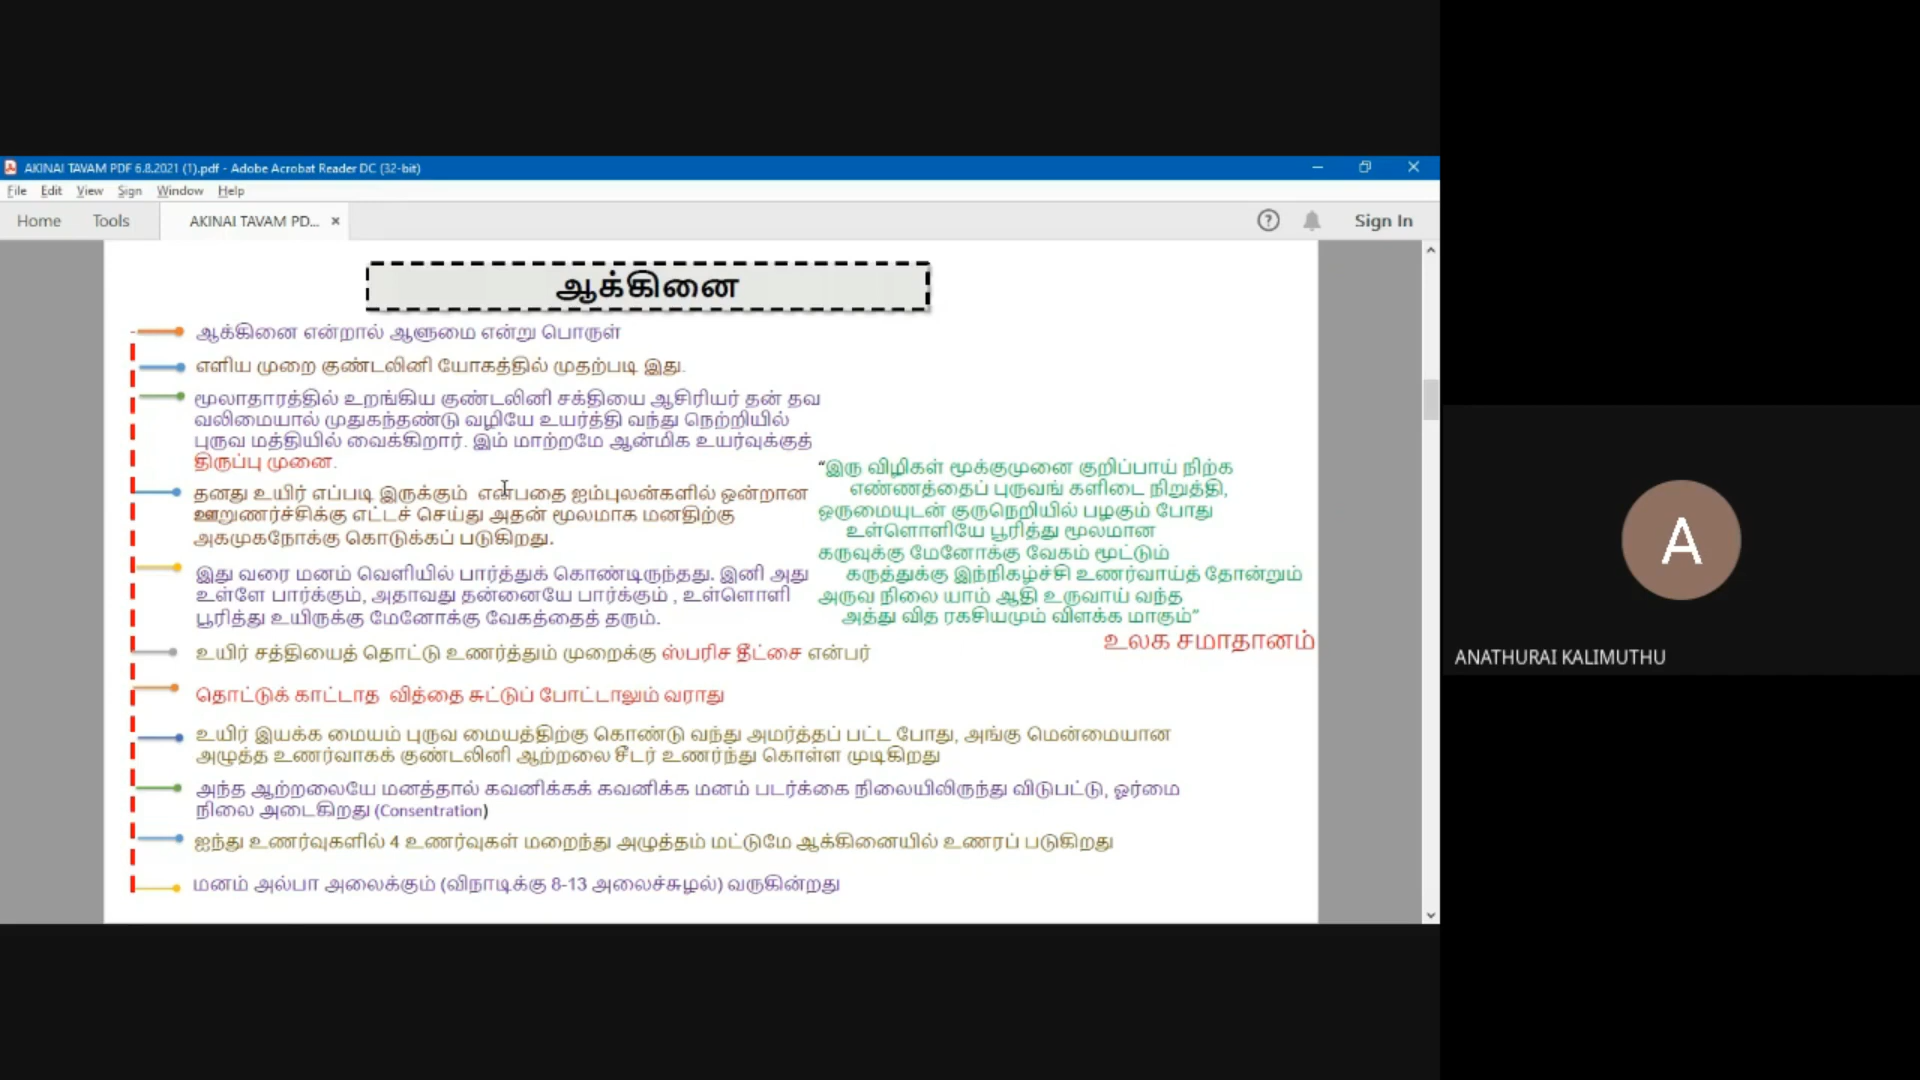 AKINAI TAVAM PDF 6.8.2021 (1).pdf - Adobe Acrobat Reader DC (32-bit)
File Edit View Sign Window Help
Home Tools AKINAI TAVAM PD... × Sign In
ஆக்கினை
ஆக்கினை என்றால் ஆளுமை என்று பொருள்
எளிய முறை குண்டலினி யோகத்தில் முதற்படி இது.
மூலாதாரத்தில் உறங்கிய குண்டலினி சக்தியை ஆசிரியர் தன் தவ
வலிமையால் முதுகந்தண்டு வழியே உயர்த்தி வந்து நெற்றியில்
புருவ மத்தியில் வைக்கிறார். இம் மாற்றமே ஆன்மிக உயர்வுக்குத்
திருப்பு முனை.
தனது உயிர் எப்படி இருக்கும் என்பதை ஐம்புலன்களில் ஒன்றான
ஊறுணர்ச்சிக்கு எட்டச் செய்து அதன் மூலமாக மனதிற்கு
அகமுகநோக்கு கொடுக்கப் படுகிறது.
இது வரை மனம் வெளியில் பார்த்துக் கொண்டிருந்தது. இனி அது
உள்ளே பார்க்கும், அதாவது தன்னையே பார்க்கும் , உள்ளொளி
பூரித்து உயிருக்கு மேனோக்கு வேகத்தைத் தரும்.
“இரு விழிகள் மூக்குமுனை குறிப்பாய் நிற்க
எண்ணத்தைப் புருவங் களிடை நிறுத்தி,
ஒருமையுடன் குருநெறியில் பழகும் போது
உள்ளொளியே பூரித்து மூலமான
கருவுக்கு மேனோக்கு வேகம் மூட்டும்
கருத்துக்கு இந்நிகழ்ச்சி உணர்வாய்த் தோன்றும்
அருவ நிலை யாம் ஆதி உருவாய் வந்த
அத்து வித ரகசியமும் விளக்க மாகும்”
உலக சமாதானம்
உயிர் சத்தியைத் தொட்டு உணர்த்தும் முறைக்கு ஸ்பரிச தீட்சை என்பர்
தொட்டுக் காட்டாத வித்தை சுட்டுப் போட்டாலும் வராது
உயிர் இயக்க மையம் புருவ மையத்திற்கு கொண்டு வந்து அமர்த்தப் பட்ட போது, அங்கு மென்மையான
அழுத்த உணர்வாகக் குண்டலினி ஆற்றலை சீடர் உணர்ந்து கொள்ள முடிகிறது
அந்த ஆற்றலையே மனத்தால் கவனிக்கக் கவனிக்க மனம் படர்க்கை நிலையிலிருந்து விடுபட்டு, ஓர்மை
நிலை அடைகிறது (Consentration)
ஐந்து உணர்வுகளில் 4 உணர்வுகள் மறைந்து அழுத்தம் மட்டுமே ஆக்கினையில் உணரப் படுகிறது
மனம் அல்பா அலைக்கும் (விநாடிக்கு 8-13 அலைச்சுழல்) வருகின்றது
A
ANATHURAI KALIMUTHU